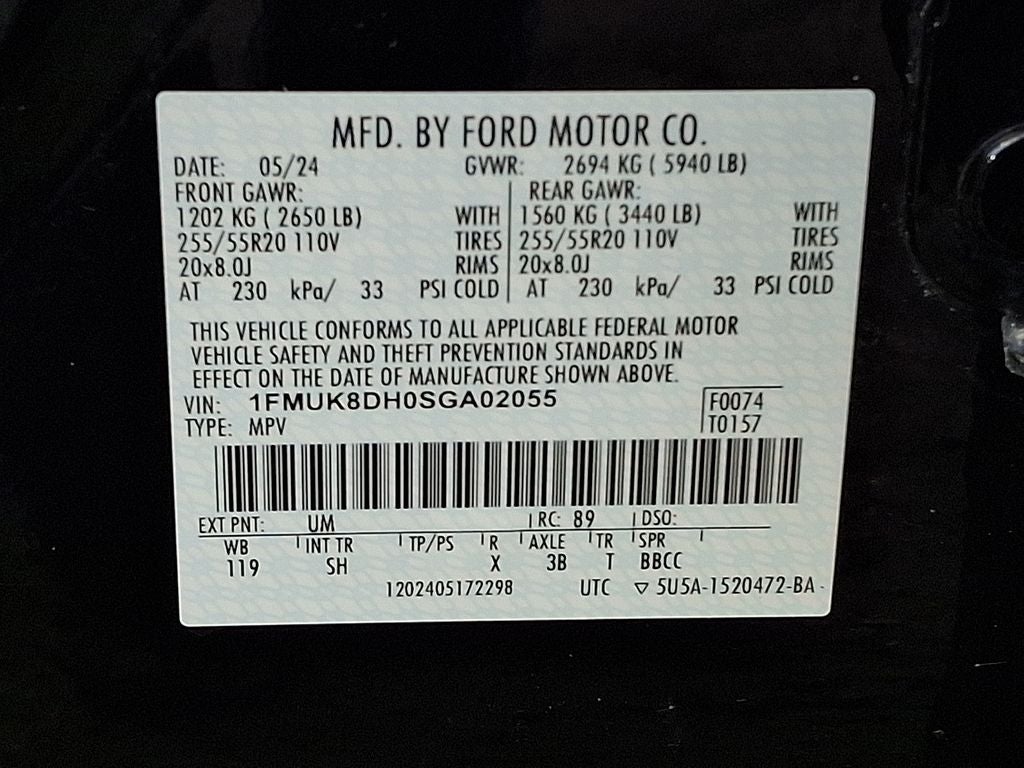 MFD. BY FORD MOTOR CO.
DATE: 05/24 GVWR: 2694 KG ( 5940 LB)
FRONT GAWR: REAR GAWR:
1202 KG ( 2650 LB) WITH 1560 KG ( 3440 LB) WITH
255/55R20 110V TIRES 255/55R20 110V TIRES
20x8.0J RIMS 20x8.0J RIMS
AT 230 kPa/ 33 PSI COLD AT 230 kPa/ 33 PSI COLD
THIS VEHICLE CONFORMS TO ALL APPLICABLE FEDERAL MOTOR
VEHICLE SAFETY AND THEFT PREVENTION STANDARDS IN
EFFECT ON THE DATE OF MANUFACTURE SHOWN ABOVE.
VIN: 1FMUK8DH0SGA02055 F0074
TYPE: MPV T0157
EXT PNT: UM RC: 89 DSO:
WB INT TR TP/PS R AXLE TR SPR
119 SH X 3B T BBCC
1202405172298 UTC ▽ 5U5A-1520472-BA